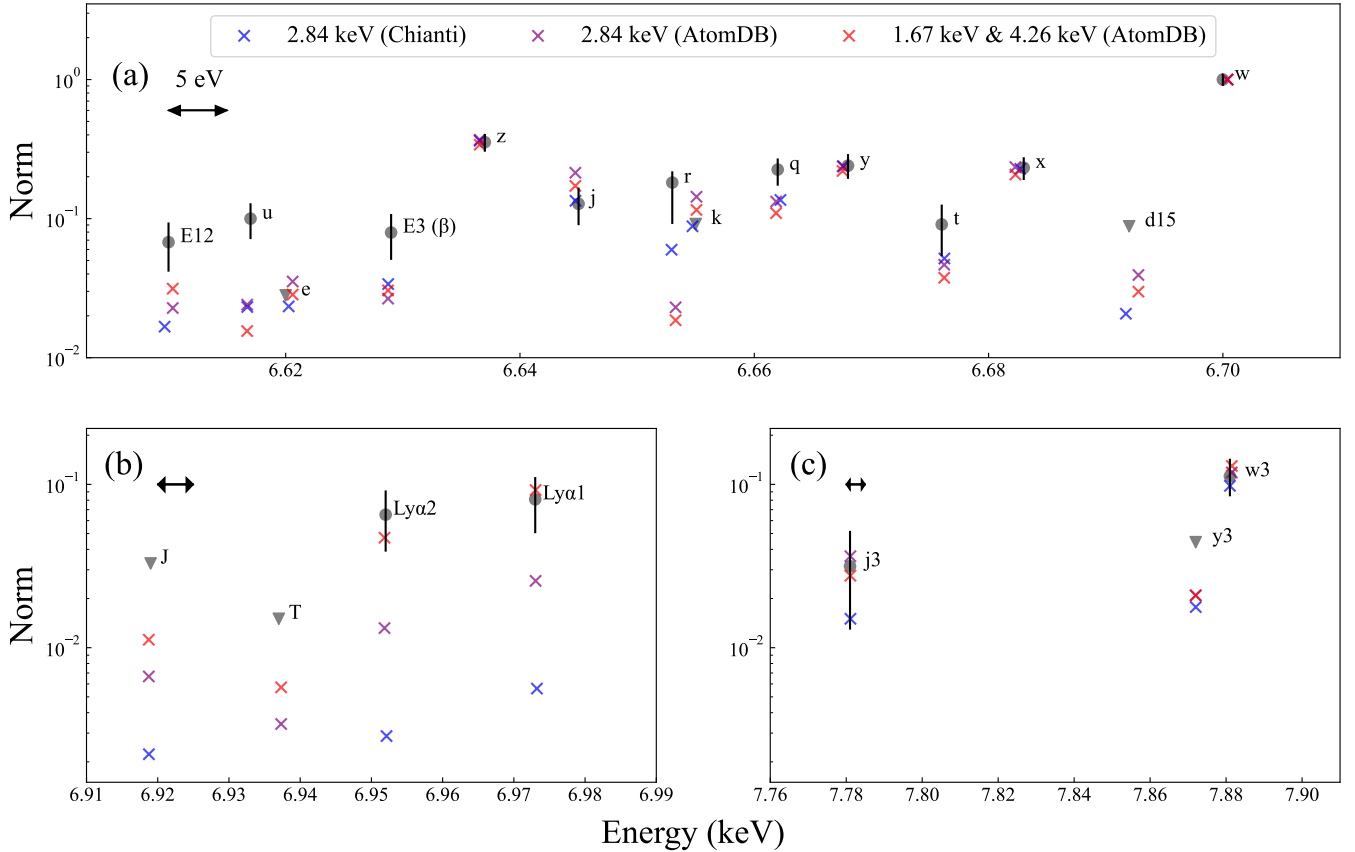 2.84 keV (Chianti) 2.84 keV (AtomDB) 1.67 keV & 4.26 keV (AtomDB)
(a)
5 eV
Norm
10⁰
10⁻¹
10⁻²
E12
u
e
E3 (β)
z
j
r
k
q
y
t
x
d15
w
6.62 6.64 6.66 6.68 6.70
(b)
Norm
10⁻¹
10⁻²
J
T
Lyα2
Lyα1
6.91 6.92 6.93 6.94 6.95 6.96 6.97 6.98 6.99
(c)
10⁻¹
10⁻²
j3
y3
w3
7.76 7.78 7.80 7.82 7.84 7.86 7.88 7.90
Energy (keV)